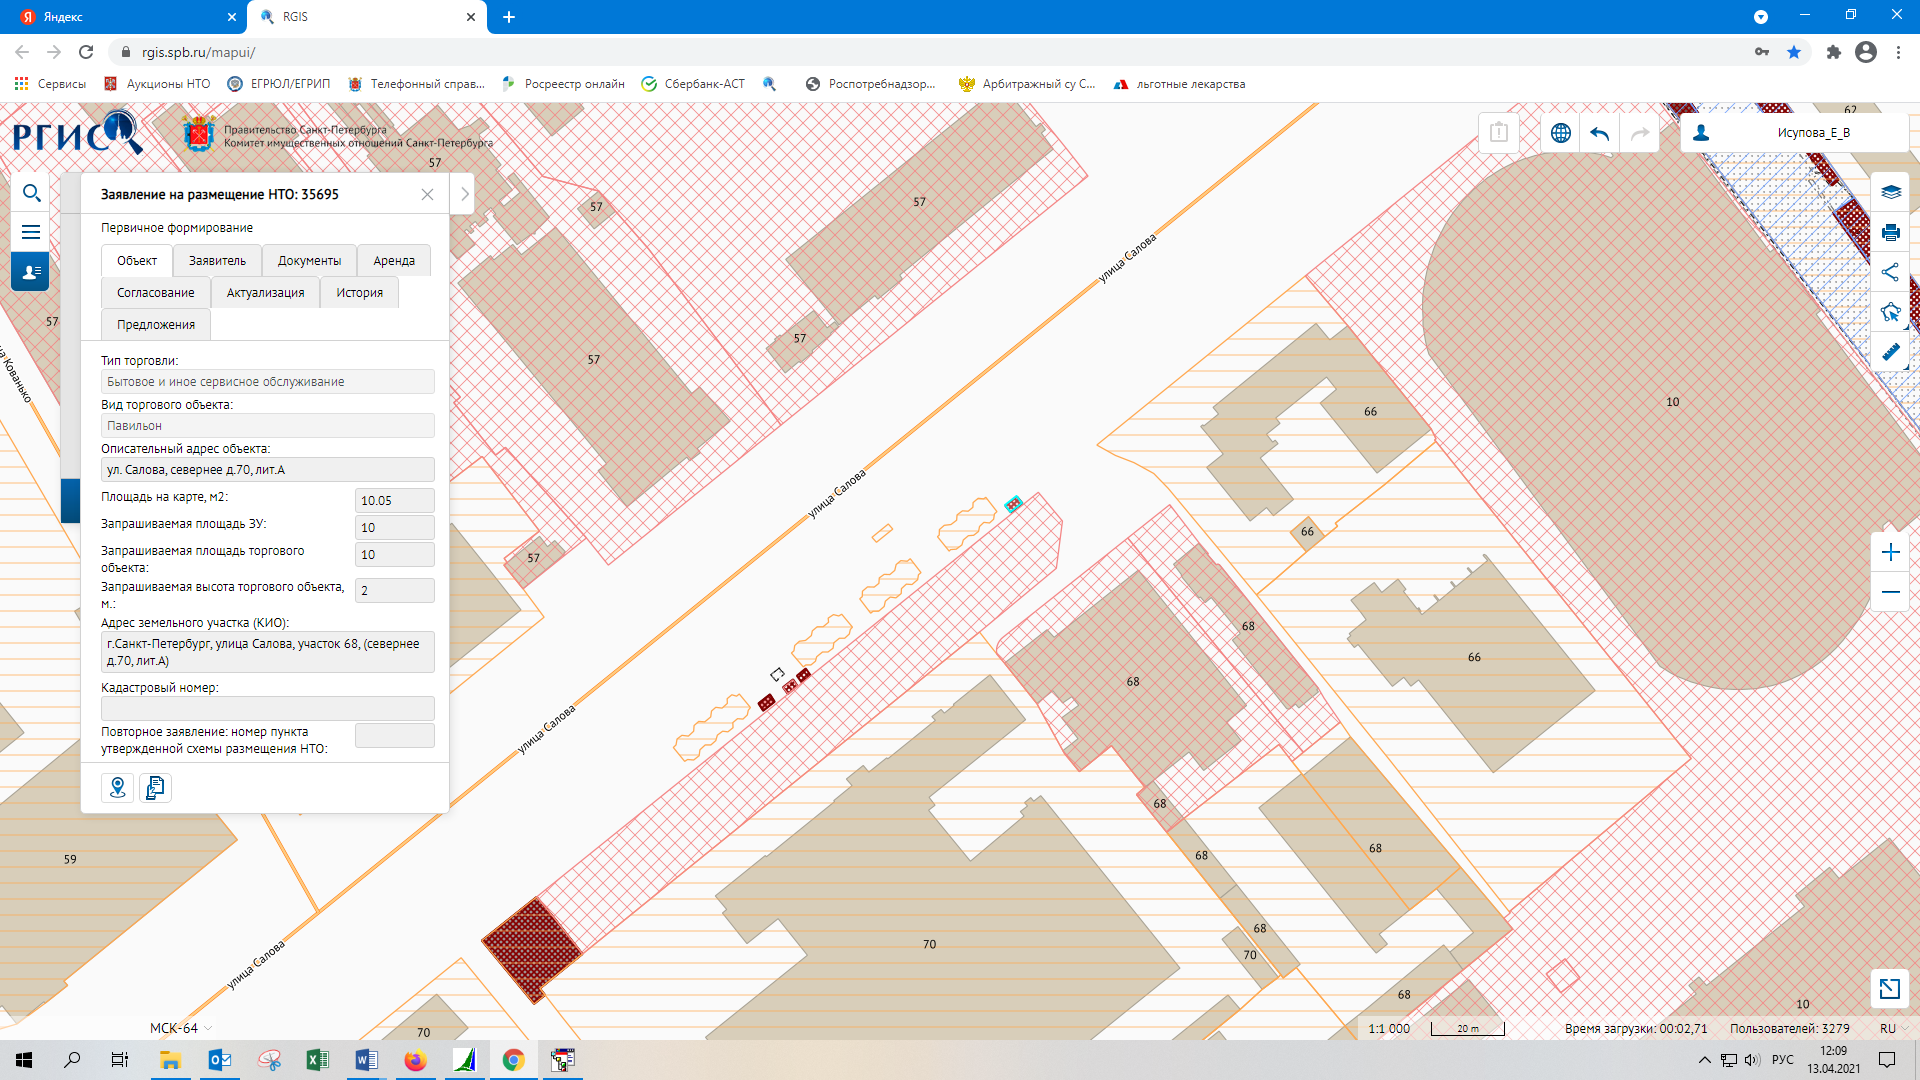 Яндекс
RGIS
rgis.spb.ru/mapui/
Сервисы
Аукционы НТО
ЕГРЮЛ/ЕГРИП
Телефонный справ...
Росреестр онлайн
Сбербанк-АСТ
Роспотребнадзор...
Арбитражный су С...
льготные лекарства
РГИС
Правительство Санкт-Петербурга
Комитет имущественных отношений Санкт-Петербурга
Исупова_Е_В
Заявление на размещение НТО: 35695
Первичное формирование
Объект
Заявитель
Документы
Аренда
Согласование
Актуализация
История
Предложения
Тип торговли:
Бытовое и иное сервисное обслуживание
Вид торгового объекта:
Павильон
Описательный адрес объекта:
ул. Салова, севернее д.70, лит.А
Площадь на карте, м2:
10.05
Запрашиваемая площадь ЗУ:
10
Запрашиваемая площадь торгового
объекта:
10
Запрашиваемая высота торгового объекта,
м.:
2
Адрес земельного участка (КИО):
г.Санкт-Петербург, улица Салова, участок 68, (севернее
д.70, лит.А)
Кадастровый номер:
Повторное заявление: номер пункта
утвержденной схемы размещения НТО:
57
57
57
57
57
57
57
62
10
66
66
66
68
68
68
68
68
68
68
70
70
70
59
10
улица Салова
улица Салова
улица Салова
улица Салова
ца Кованько
МСК-64
1:1 000
20 m
Время загрузки: 00:02,71
Пользователей: 3279
RU
РУС
12:09
13.04.2021